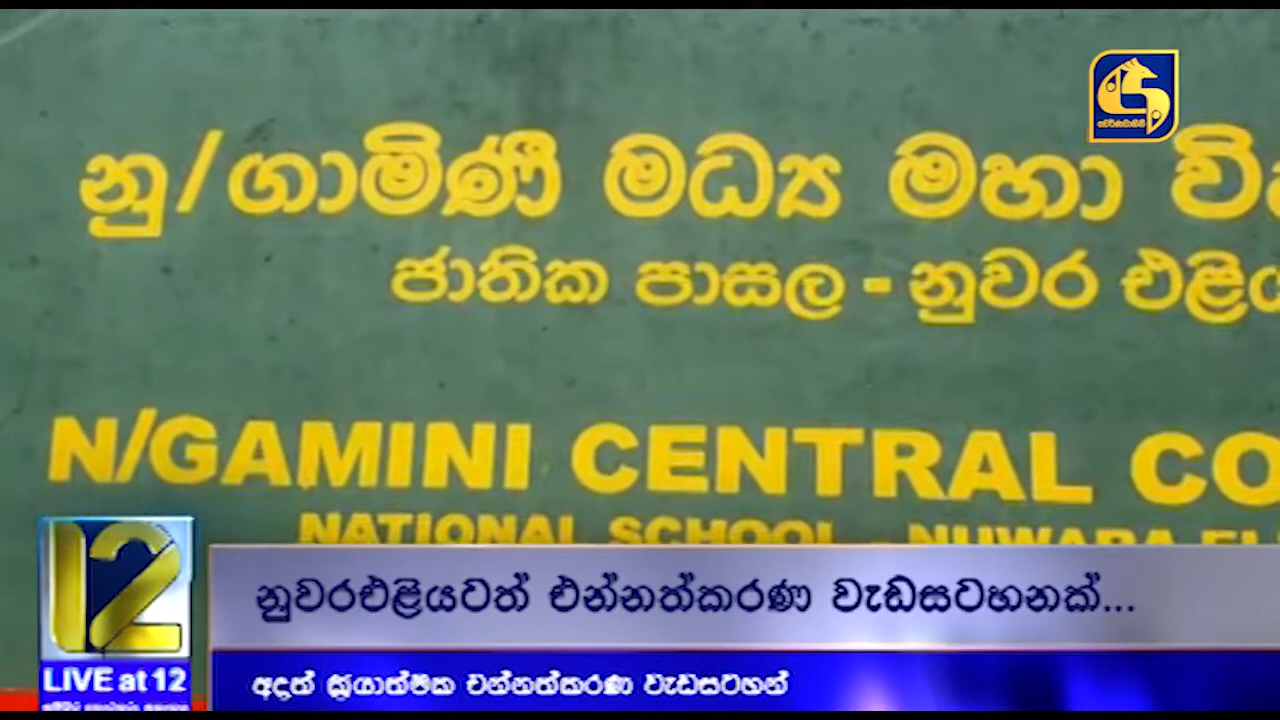 නු/ගාමිණී මධ්‍ය මහා
ජාතික පාසල - නුවර එළිය
N/GAMINI CENTRAL CO
NATIONAL SCHOOL - NUWARA ELI
12
LIVE at 12
නුවරඑළියටත් එන්නත්කරණ වැඩසටහනක්...
අදත් ක්‍රියාත්මක එන්නත්කරණ වැඩසටහන්